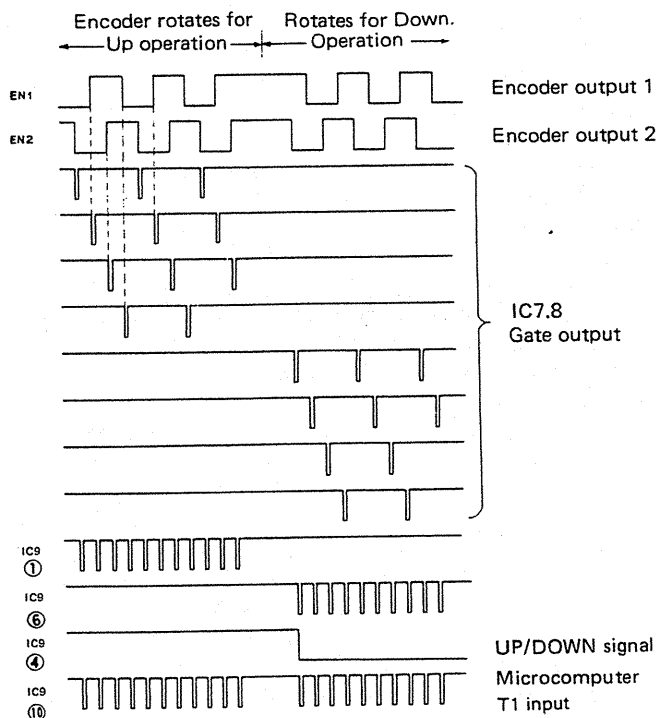 Encoder rotates for
Up operation
Rotates for Down.
Operation
EN1
Encoder output 1
EN2
Encoder output 2
IC7.8
Gate output
IC9
①
IC9
⑥
IC9
④
UP/DOWN signal
IC9
⑩
Microcomputer
T1 input